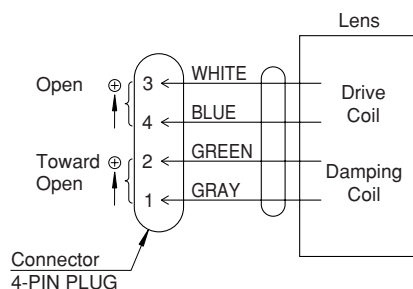 Lens
Open ⊕ 3 WHITE
Drive
Coil
4 BLUE
Toward
Open
⊕ 2 GREEN
Damping
Coil
1 GRAY
Connector
4-PIN PLUG